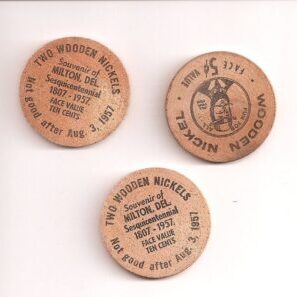 TWO WOODEN NICKELS
Souvenir of
MILTON, DEL.
Sesquicentennial
1807 - 1957
FACE VALUE
TEN CENTS
Not good after Aug. 3, 1957
FACE 5¢ VALUE
WOODEN NICKEL
TWO WOODEN NICKELS
Souvenir of
MILTON, DEL.
Sesquicentennial
1807 - 1957
FACE VALUE
TEN CENTS
Not good after Aug. 3, 1957